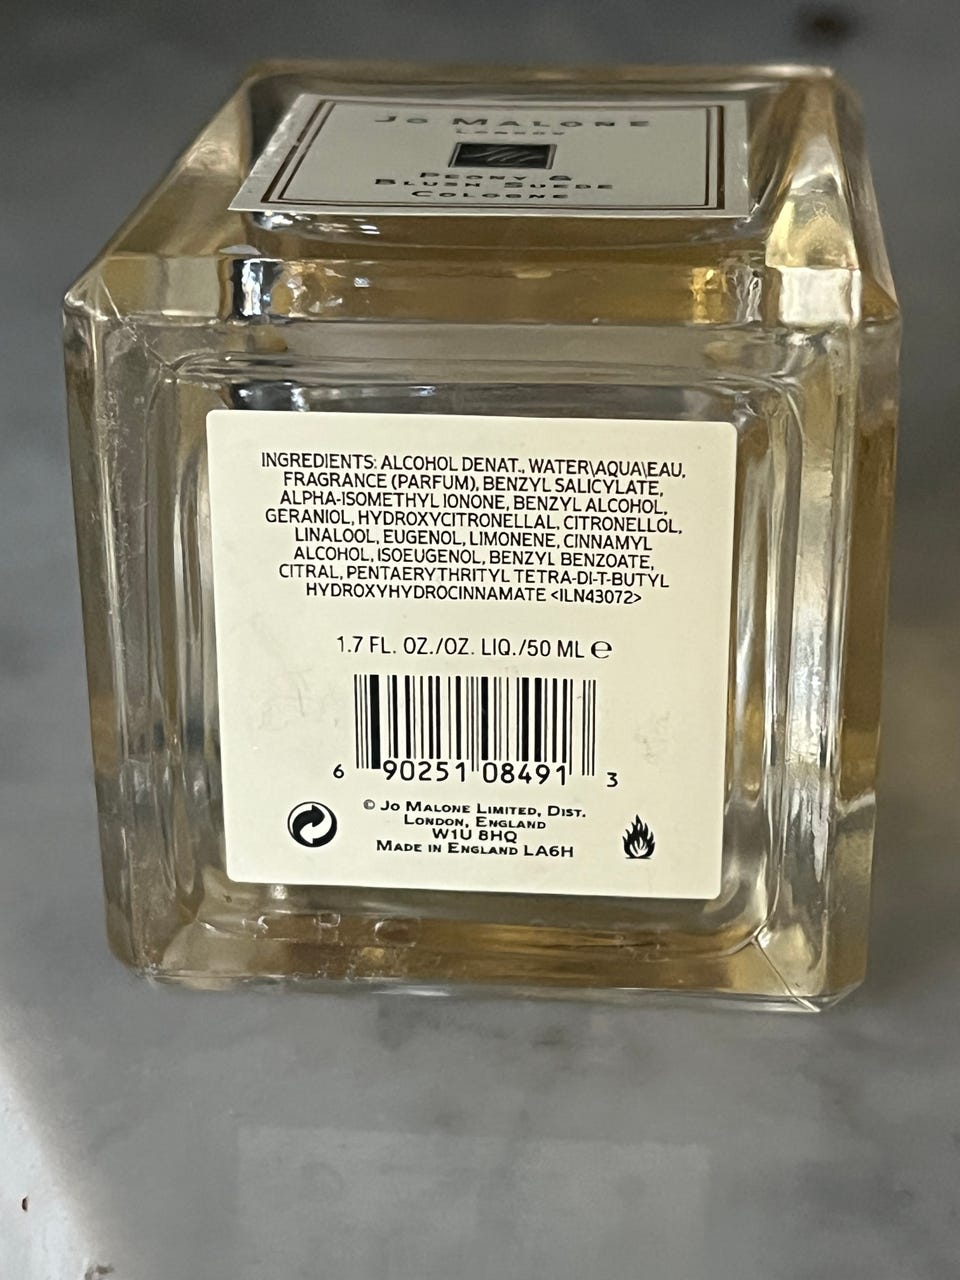 Jo Malone
London
Peony &
Blush Suede
Cologne
INGREDIENTS: ALCOHOL DENAT., WATER\AQUA\EAU,
FRAGRANCE (PARFUM), BENZYL SALICYLATE,
ALPHA-ISOMETHYL IONONE, BENZYL ALCOHOL,
GERANIOL, HYDROXYCITRONELLAL, CITRONELLOL,
LINALOOL, EUGENOL, LIMONENE, CINNAMYL
ALCOHOL, ISOEUGENOL, BENZYL BENZOATE,
CITRAL, PENTAERYTHRITYL TETRA-DI-T-BUTYL
HYDROXYHYDROCINNAMATE <ILN43072>
1.7 FL. OZ./OZ. LIQ./50 ML ℮
6 90251 08491 3
© Jo Malone Limited, Dist.
London, England
W1U 8HQ
Made in England LA6H